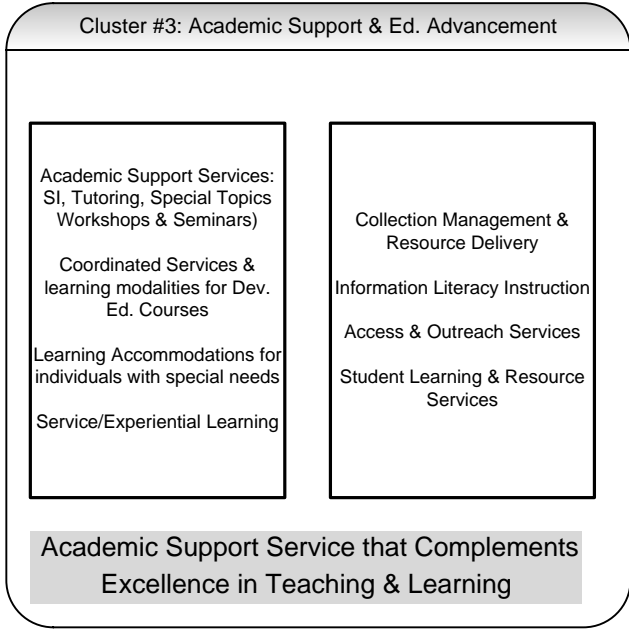 Cluster #3: Academic Support & Ed. Advancement
Academic Support Services:
SI, Tutoring, Special Topics
Workshops & Seminars)
Coordinated Services &
learning modalities for Dev.
Ed. Courses
Learning Accommodations for
individuals with special needs
Service/Experiential Learning
Collection Management &
Resource Delivery
Information Literacy Instruction
Access & Outreach Services
Student Learning & Resource
Services
Academic Support Service that Complements
Excellence in Teaching & Learning